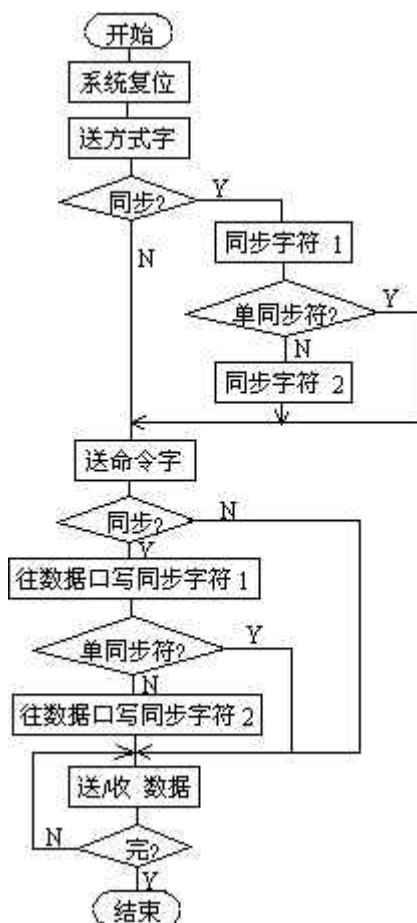 开始
系统复位
送方式字
同步?
Y
N
同步字符 1
单同步符?
Y
N
同步字符 2
送命令字
同步?
N
Y
往数据口写同步字符1
单同步符?
Y
N
往数据口写同步字符2
送/收 数据
N
完?
Y
结束